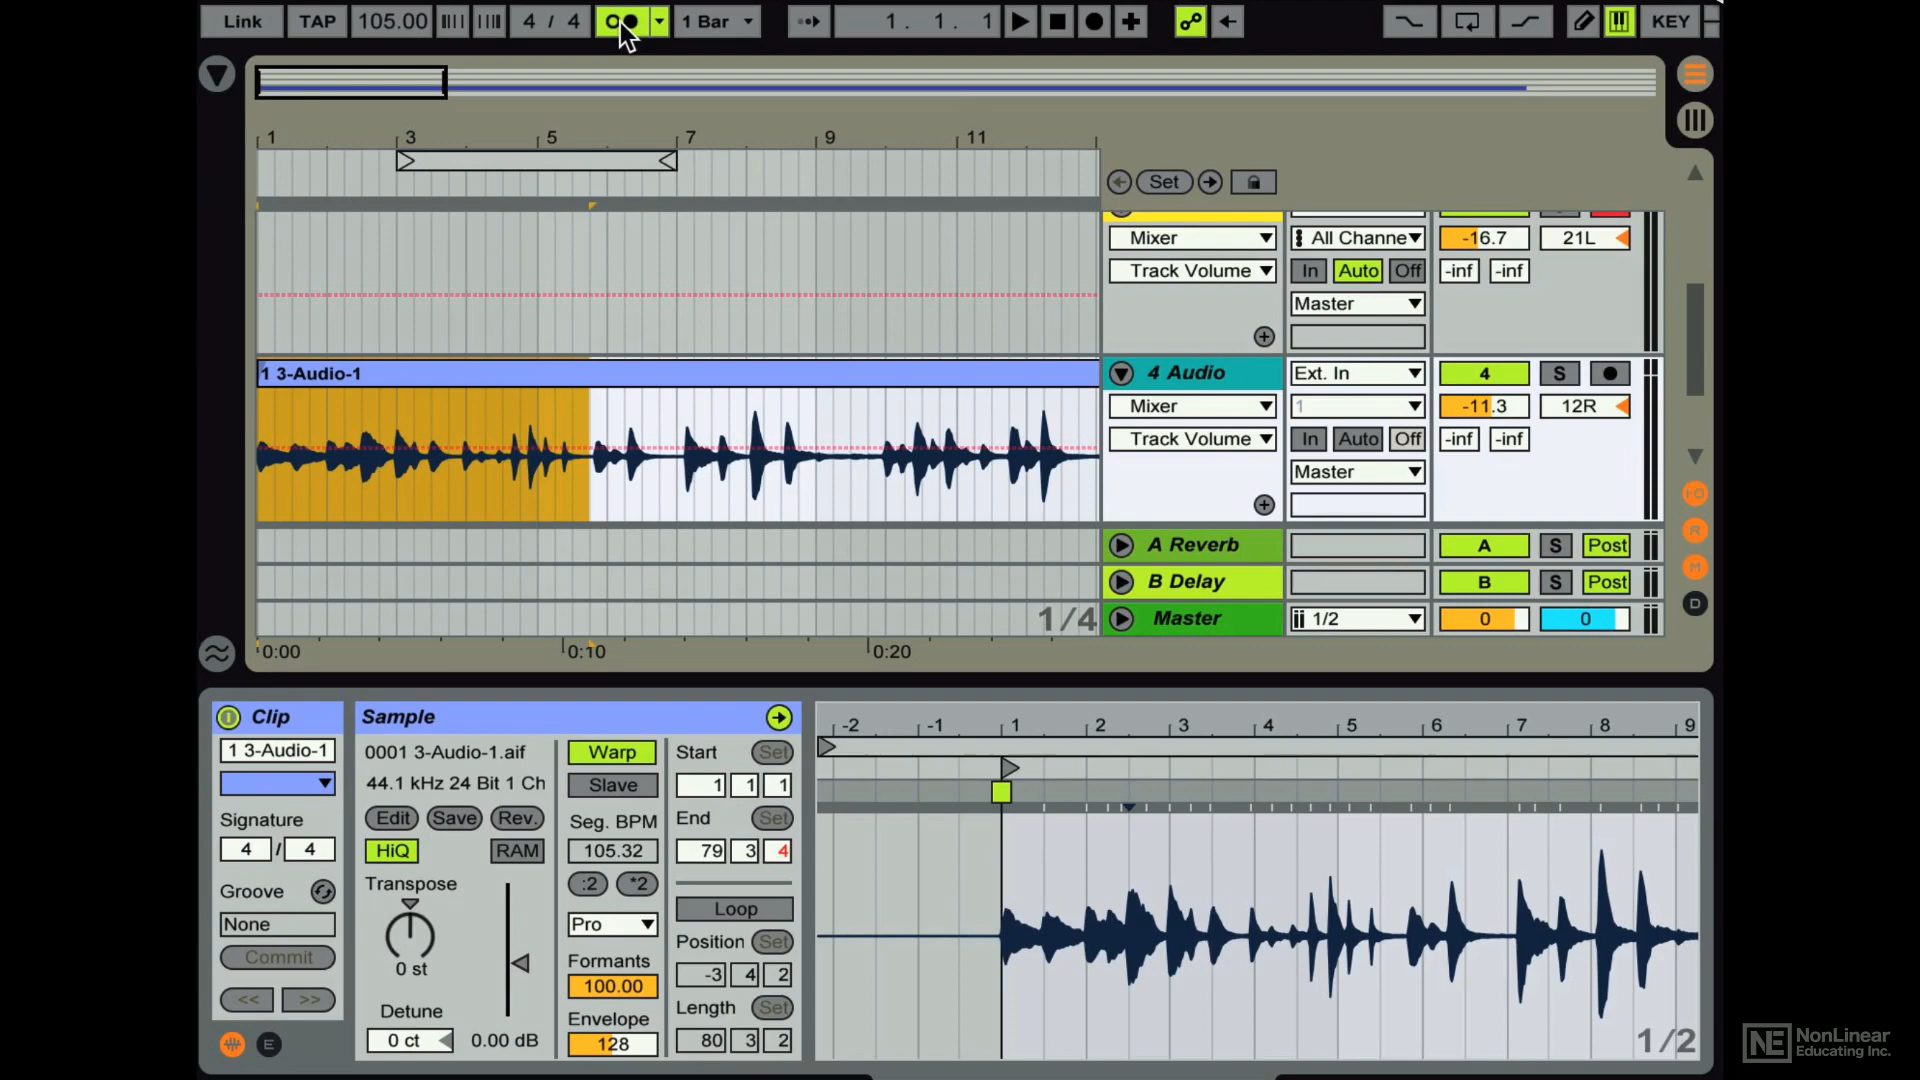 Link TAP 105.00 4 / 4 1 Bar 1. 1. 1 KEY
1 3 5 7 9 11
Set
Mixer All Channe -16.7 21L
Track Volume In Auto Off -inf -inf
Master
1 3-Audio-1 4 Audio Ext. In 4 S
Mixer 1 -11.3 12R
Track Volume In Auto Off -inf -inf
Master
A Reverb A S Post
B Delay B S Post
1/4 Master 1/2 0 0
0:00 0:10 0:20
I·O
R
M
D
Clip
1 3-Audio-1
Signature
4 / 4
Groove
None
Commit
<< >>
E
Sample
0001 3-Audio-1.aif
44.1 kHz 24 Bit 1 Ch
Edit Save Rev.
HiQ RAM
Transpose
0 st
Detune
0 ct 0.00 dB
Warp
Slave
Seg. BPM
105.32
:2 *2
Pro
Formants
100.00
Envelope
128
Start Set
1 1 1
End Set
79 3 4
Loop
Position Set
-3 4 2
Length Set
80 3 2
-2 -1 1 2 3 4 5 6 7 8 9
1/2
NE NonLinear
Educating Inc.